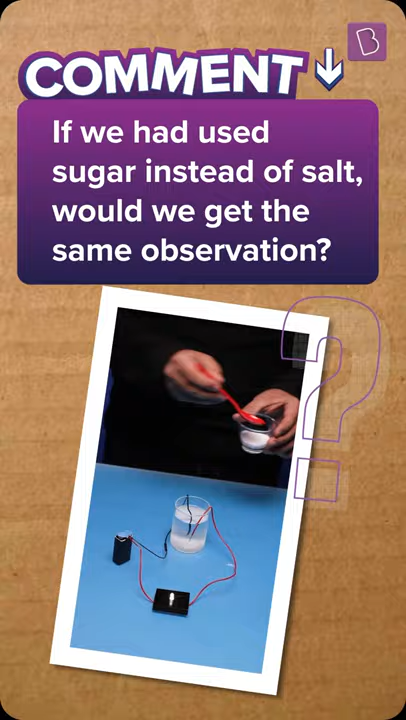 COMMENT
B
If we had used
sugar instead of salt,
would we get the
same observation?
?